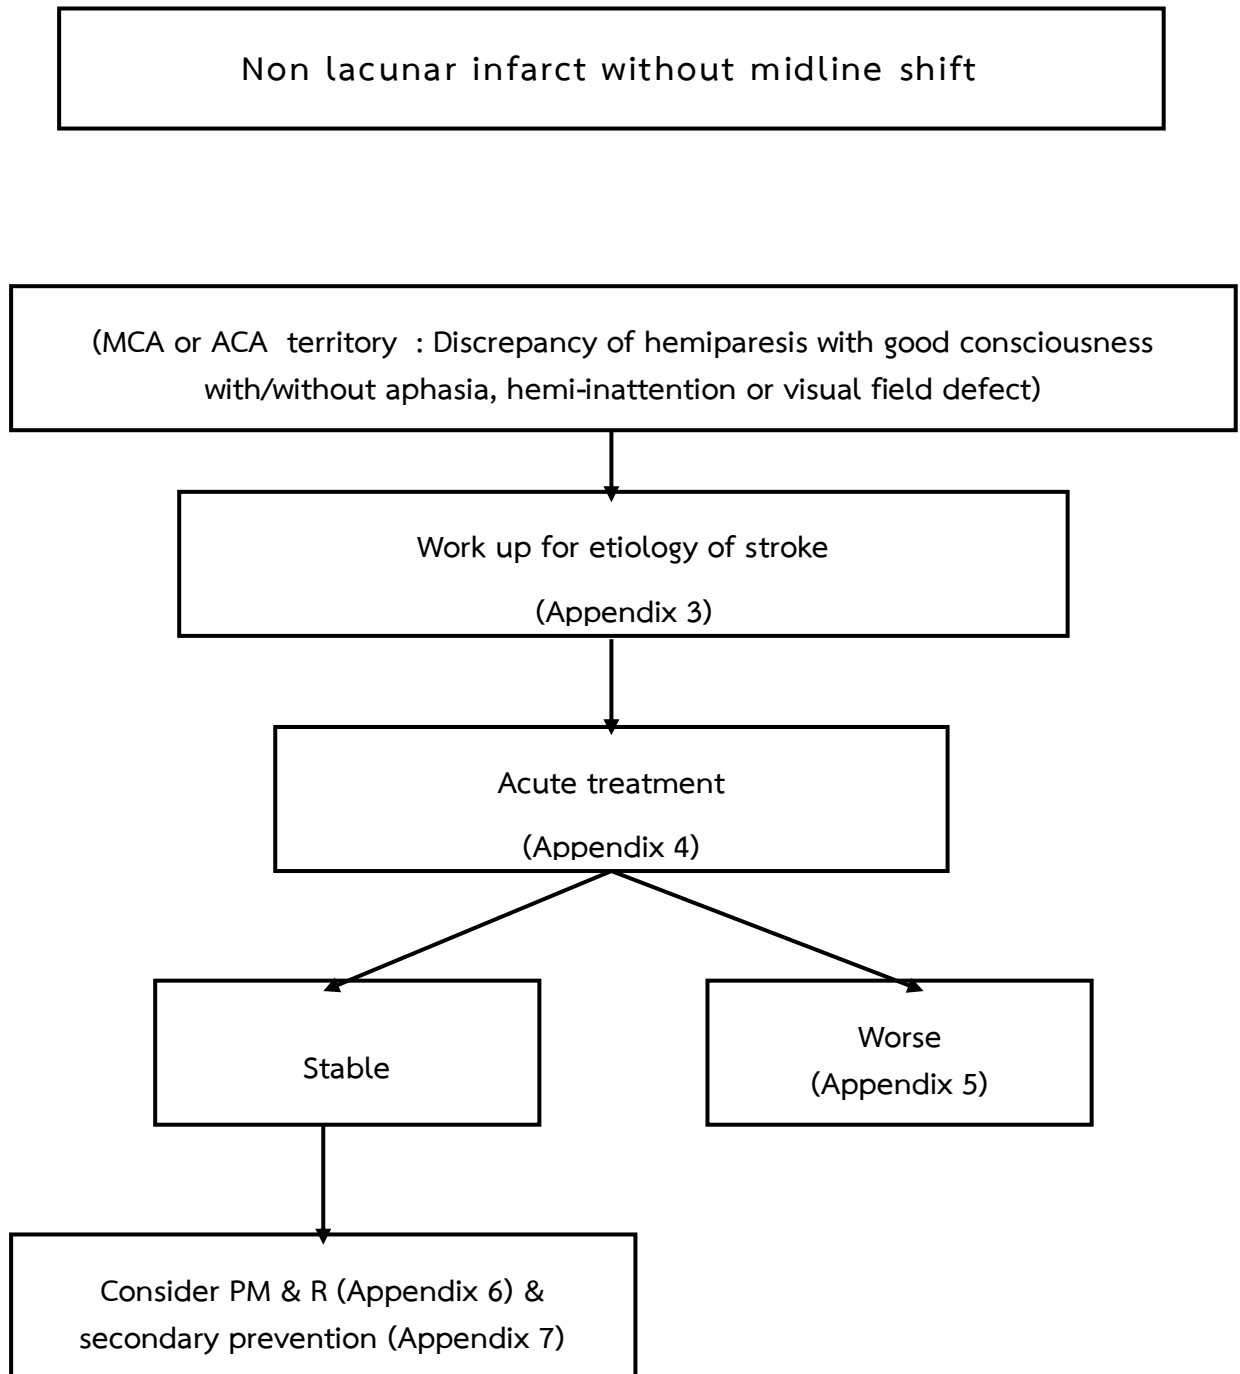 Non lacunar infarct without midline shift
(MCA or ACA territory : Discrepancy of hemiparesis with good consciousness
with/without aphasia, hemi-inattention or visual field defect)
Work up for etiology of stroke
(Appendix 3)
Acute treatment
(Appendix 4)
Stable
Worse
(Appendix 5)
Consider PM & R (Appendix 6) &
secondary prevention (Appendix 7)